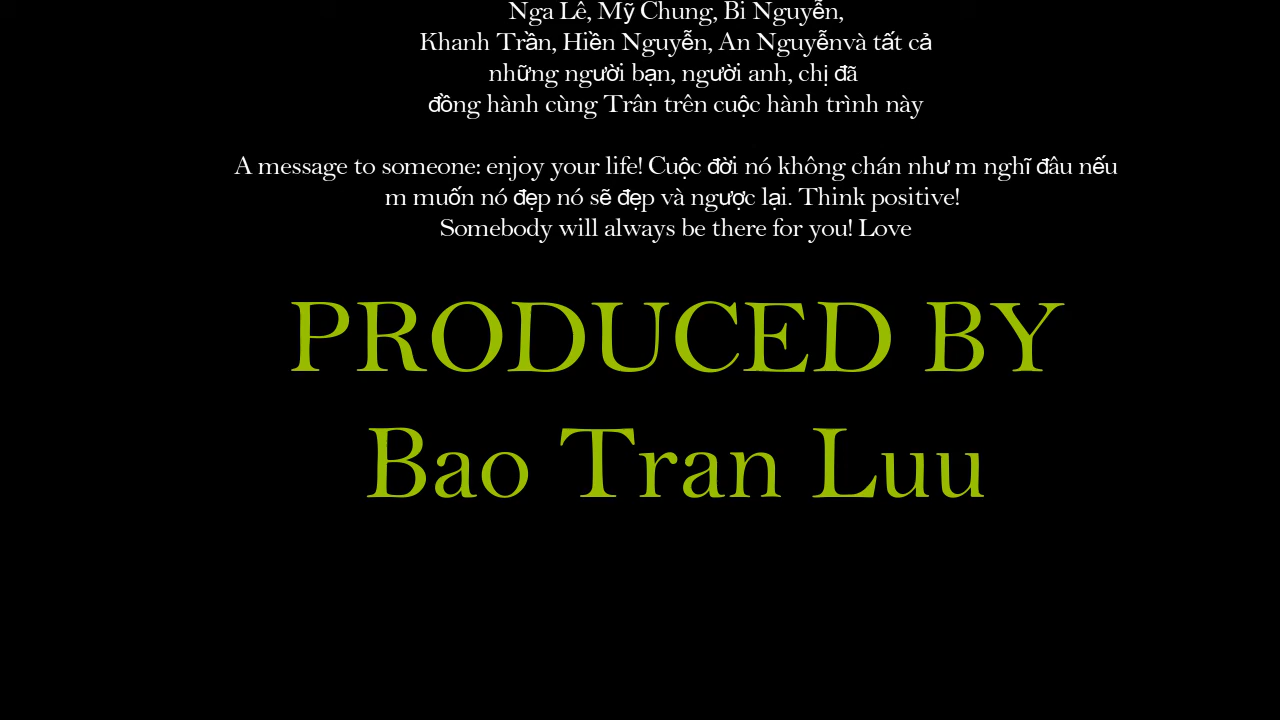 Nga Lê, Mỹ Chung, Bi Nguyễn,
Khanh Trần, Hiền Nguyễn, An Nguyễnvà tất cả
những người bạn, người anh, chị đã
đồng hành cùng Trân trên cuộc hành trình này
A message to someone: enjoy your life! Cuộc đời nó không chán như m nghĩ đâu nếu
m muốn nó đẹp nó sẽ đẹp và ngược lại. Think positive!
Somebody will always be there for you! Love
PRODUCED BY
Bao Tran Luu